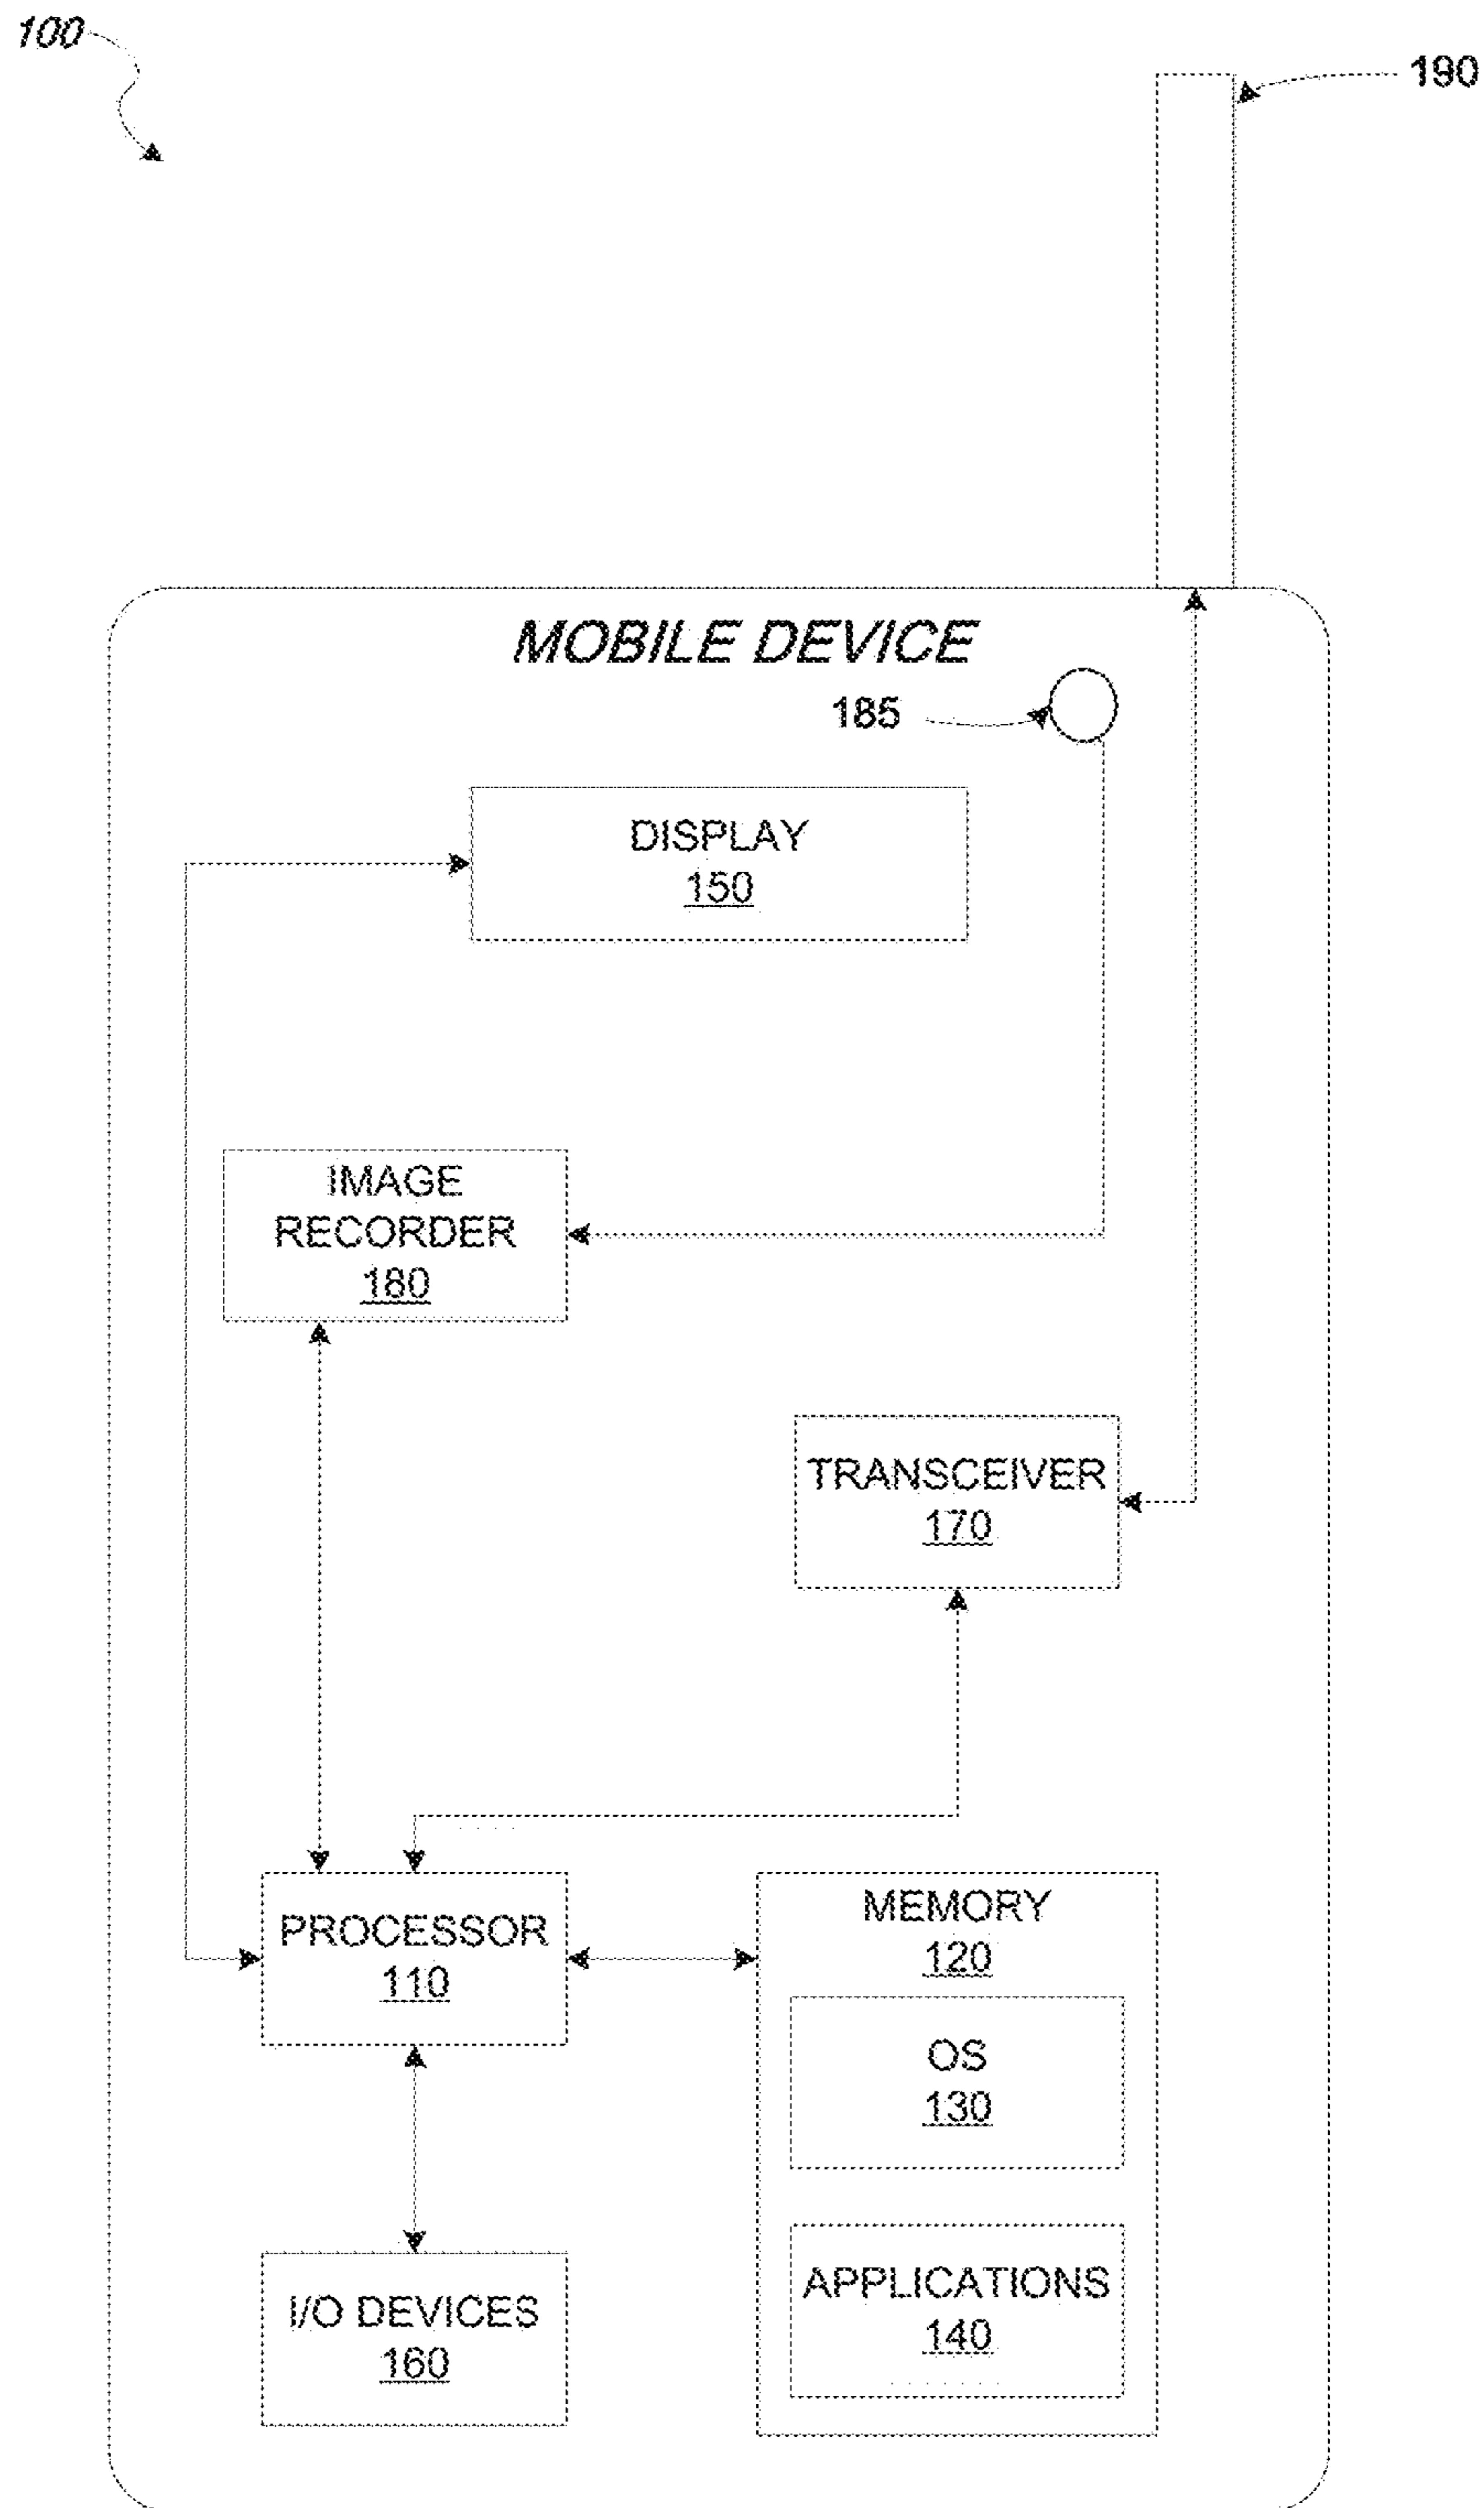 100
190
MOBILE DEVICE
185
DISPLAY
150
IMAGE
RECORDER
180
TRANSCEIVER
170
PROCESSOR
110
MEMORY
120
OS
130
APPLICATIONS
140
I/O DEVICES
160